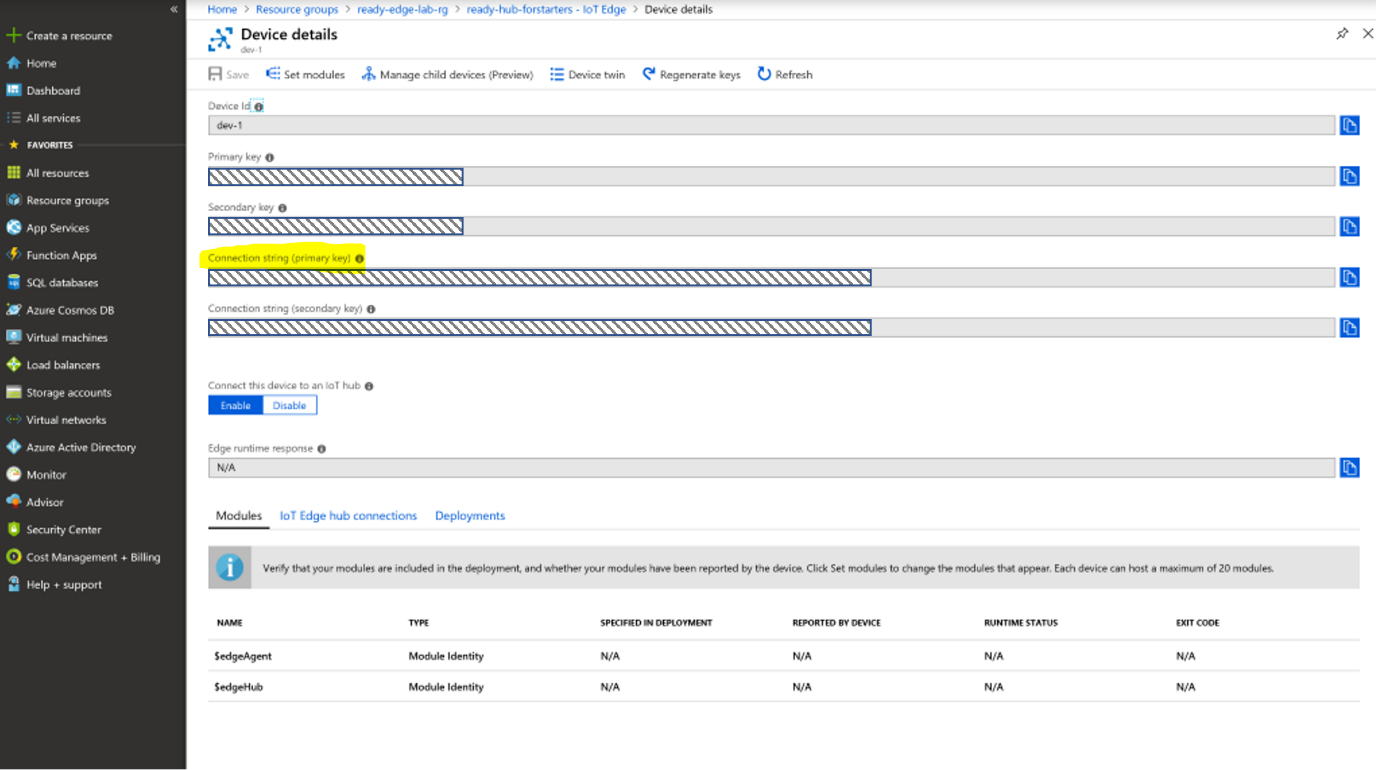 «
Home > Resource groups > ready-edge-lab-rg > ready-hub-forstarters - IoT Edge > Device details
Create a resource
Home
Dashboard
All services
FAVORITES
All resources
Resource groups
App Services
Function Apps
SQL databases
Azure Cosmos DB
Virtual machines
Load balancers
Storage accounts
Virtual networks
Azure Active Directory
Monitor
Advisor
Security Center
Cost Management + Billing
Help + support
Device details
dev-1
Save Set modules Manage child devices (Preview) Device twin Regenerate keys Refresh
Device Id
dev-1
Primary key
Secondary key
Connection string (primary key)
Connection string (secondary key)
Connect this device to an IoT hub
Enable Disable
Edge runtime response
N/A
Modules IoT Edge hub connections Deployments
Verify that your modules are included in the deployment, and whether your modules have been reported by the device. Click Set modules to change the modules that appear. Each device can host a maximum of 20 modules.
NAME TYPE SPECIFIED IN DEPLOYMENT REPORTED BY DEVICE RUNTIME STATUS EXIT CODE
$edgeAgent Module Identity N/A N/A N/A N/A
$edgeHub Module Identity N/A N/A N/A N/A